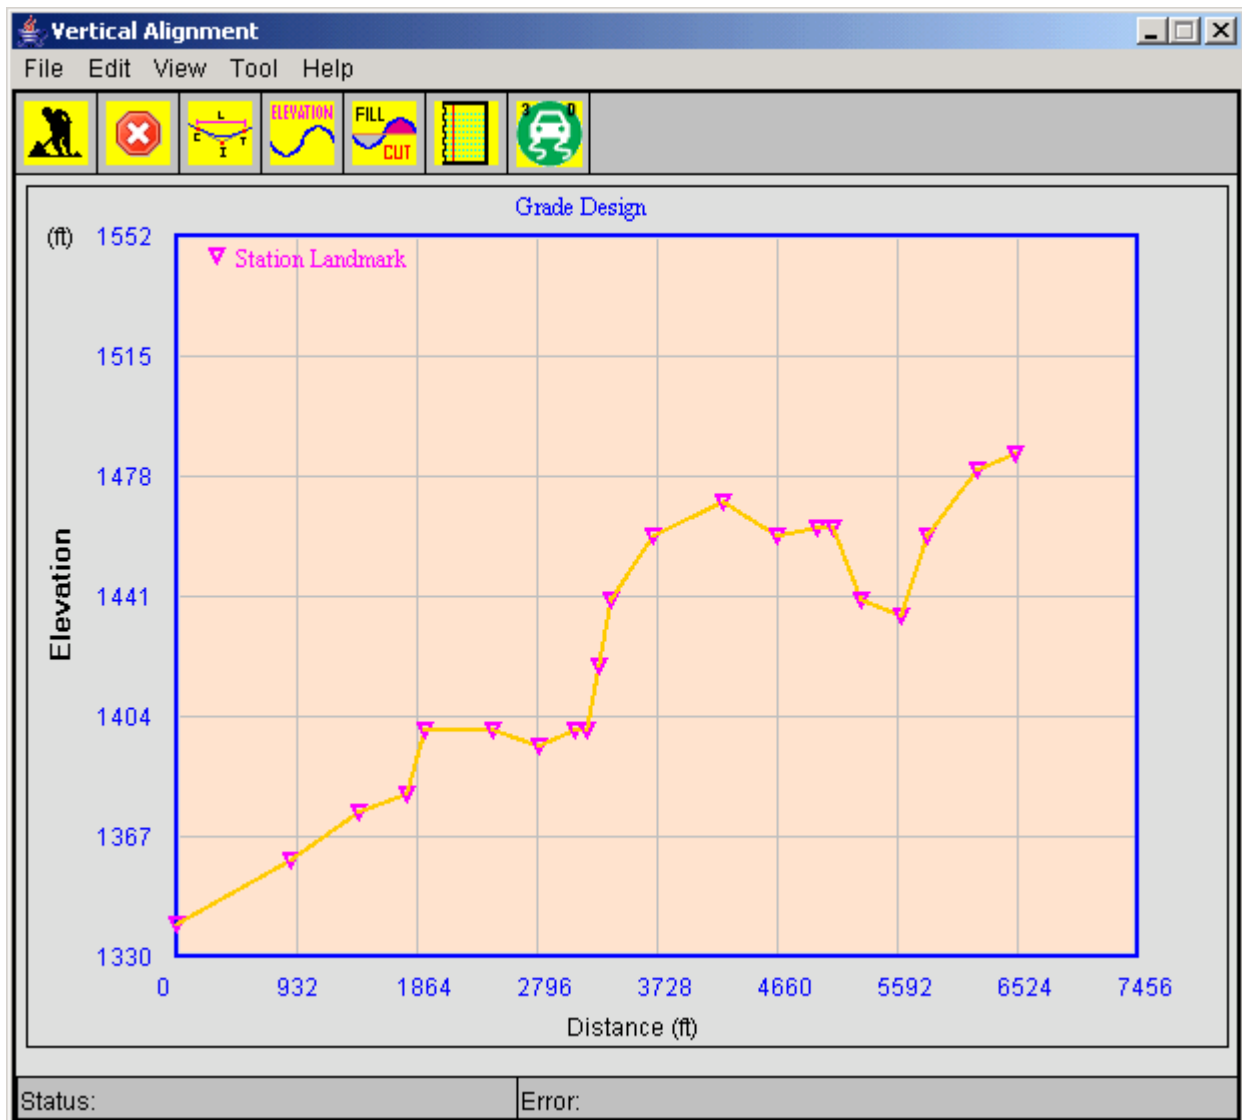 Vertical Alignment
File Edit View Tool Help
L
C T
I
ELEVATION
FILL
CUT
3 D
Grade Design
(ft)
1552
Station Landmark
1515
1478
1441
Elevation
1404
1367
1330
0 932 1864 2796 3728 4660 5592 6524 7456
Distance (ft)
Status: Error: